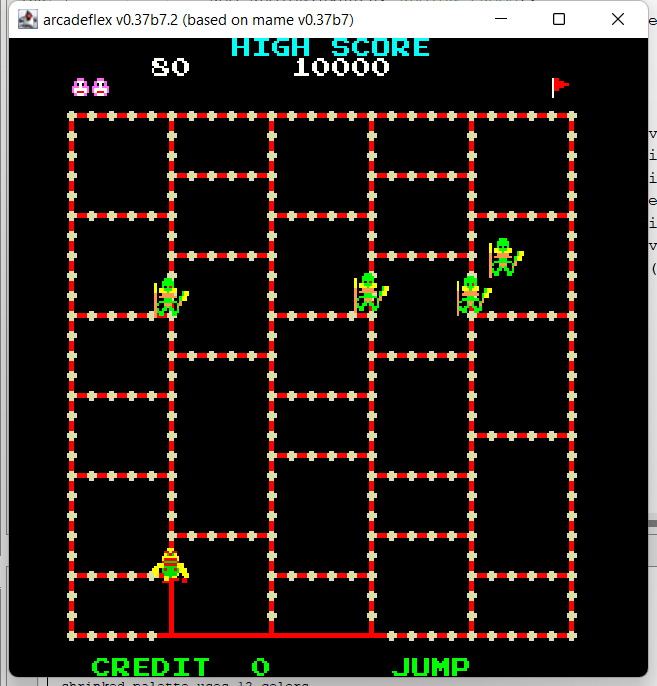 arcadeflex v0.37b7.2 (based on mame v0.37b7)
HIGH SCORE
80 10000
CREDIT 0 JUMP